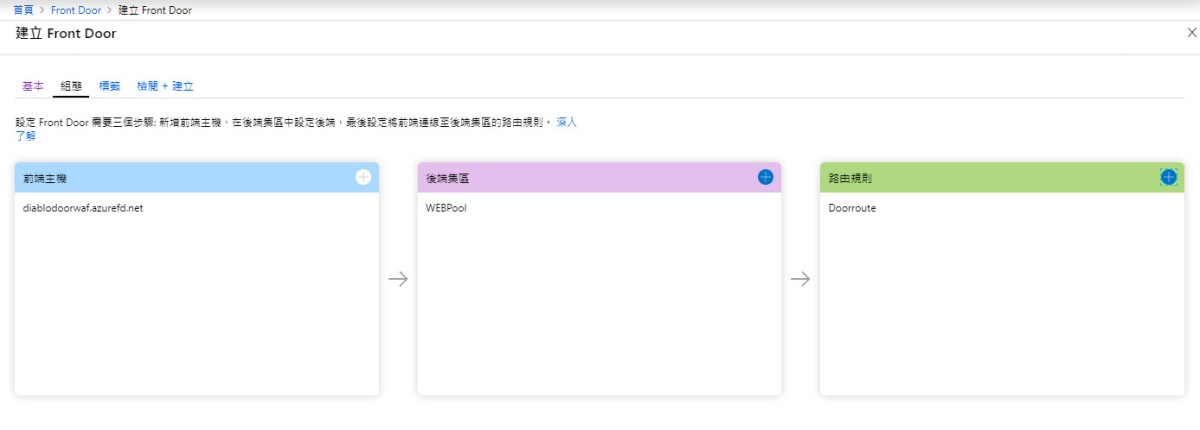 首頁 > Front Door > 建立 Front Door
建立 Front Door
基本 組態 標籤 檢閱 + 建立
設定 Front Door 需要三個步驟: 新增前端主機、在後端集區中設定後端，最後設定將前端連線至後端集區的路由規則。 深入
了解
前端主機
diablodoorwaf.azurefd.net
後端集區
WEBPool
路由規則
Doorroute